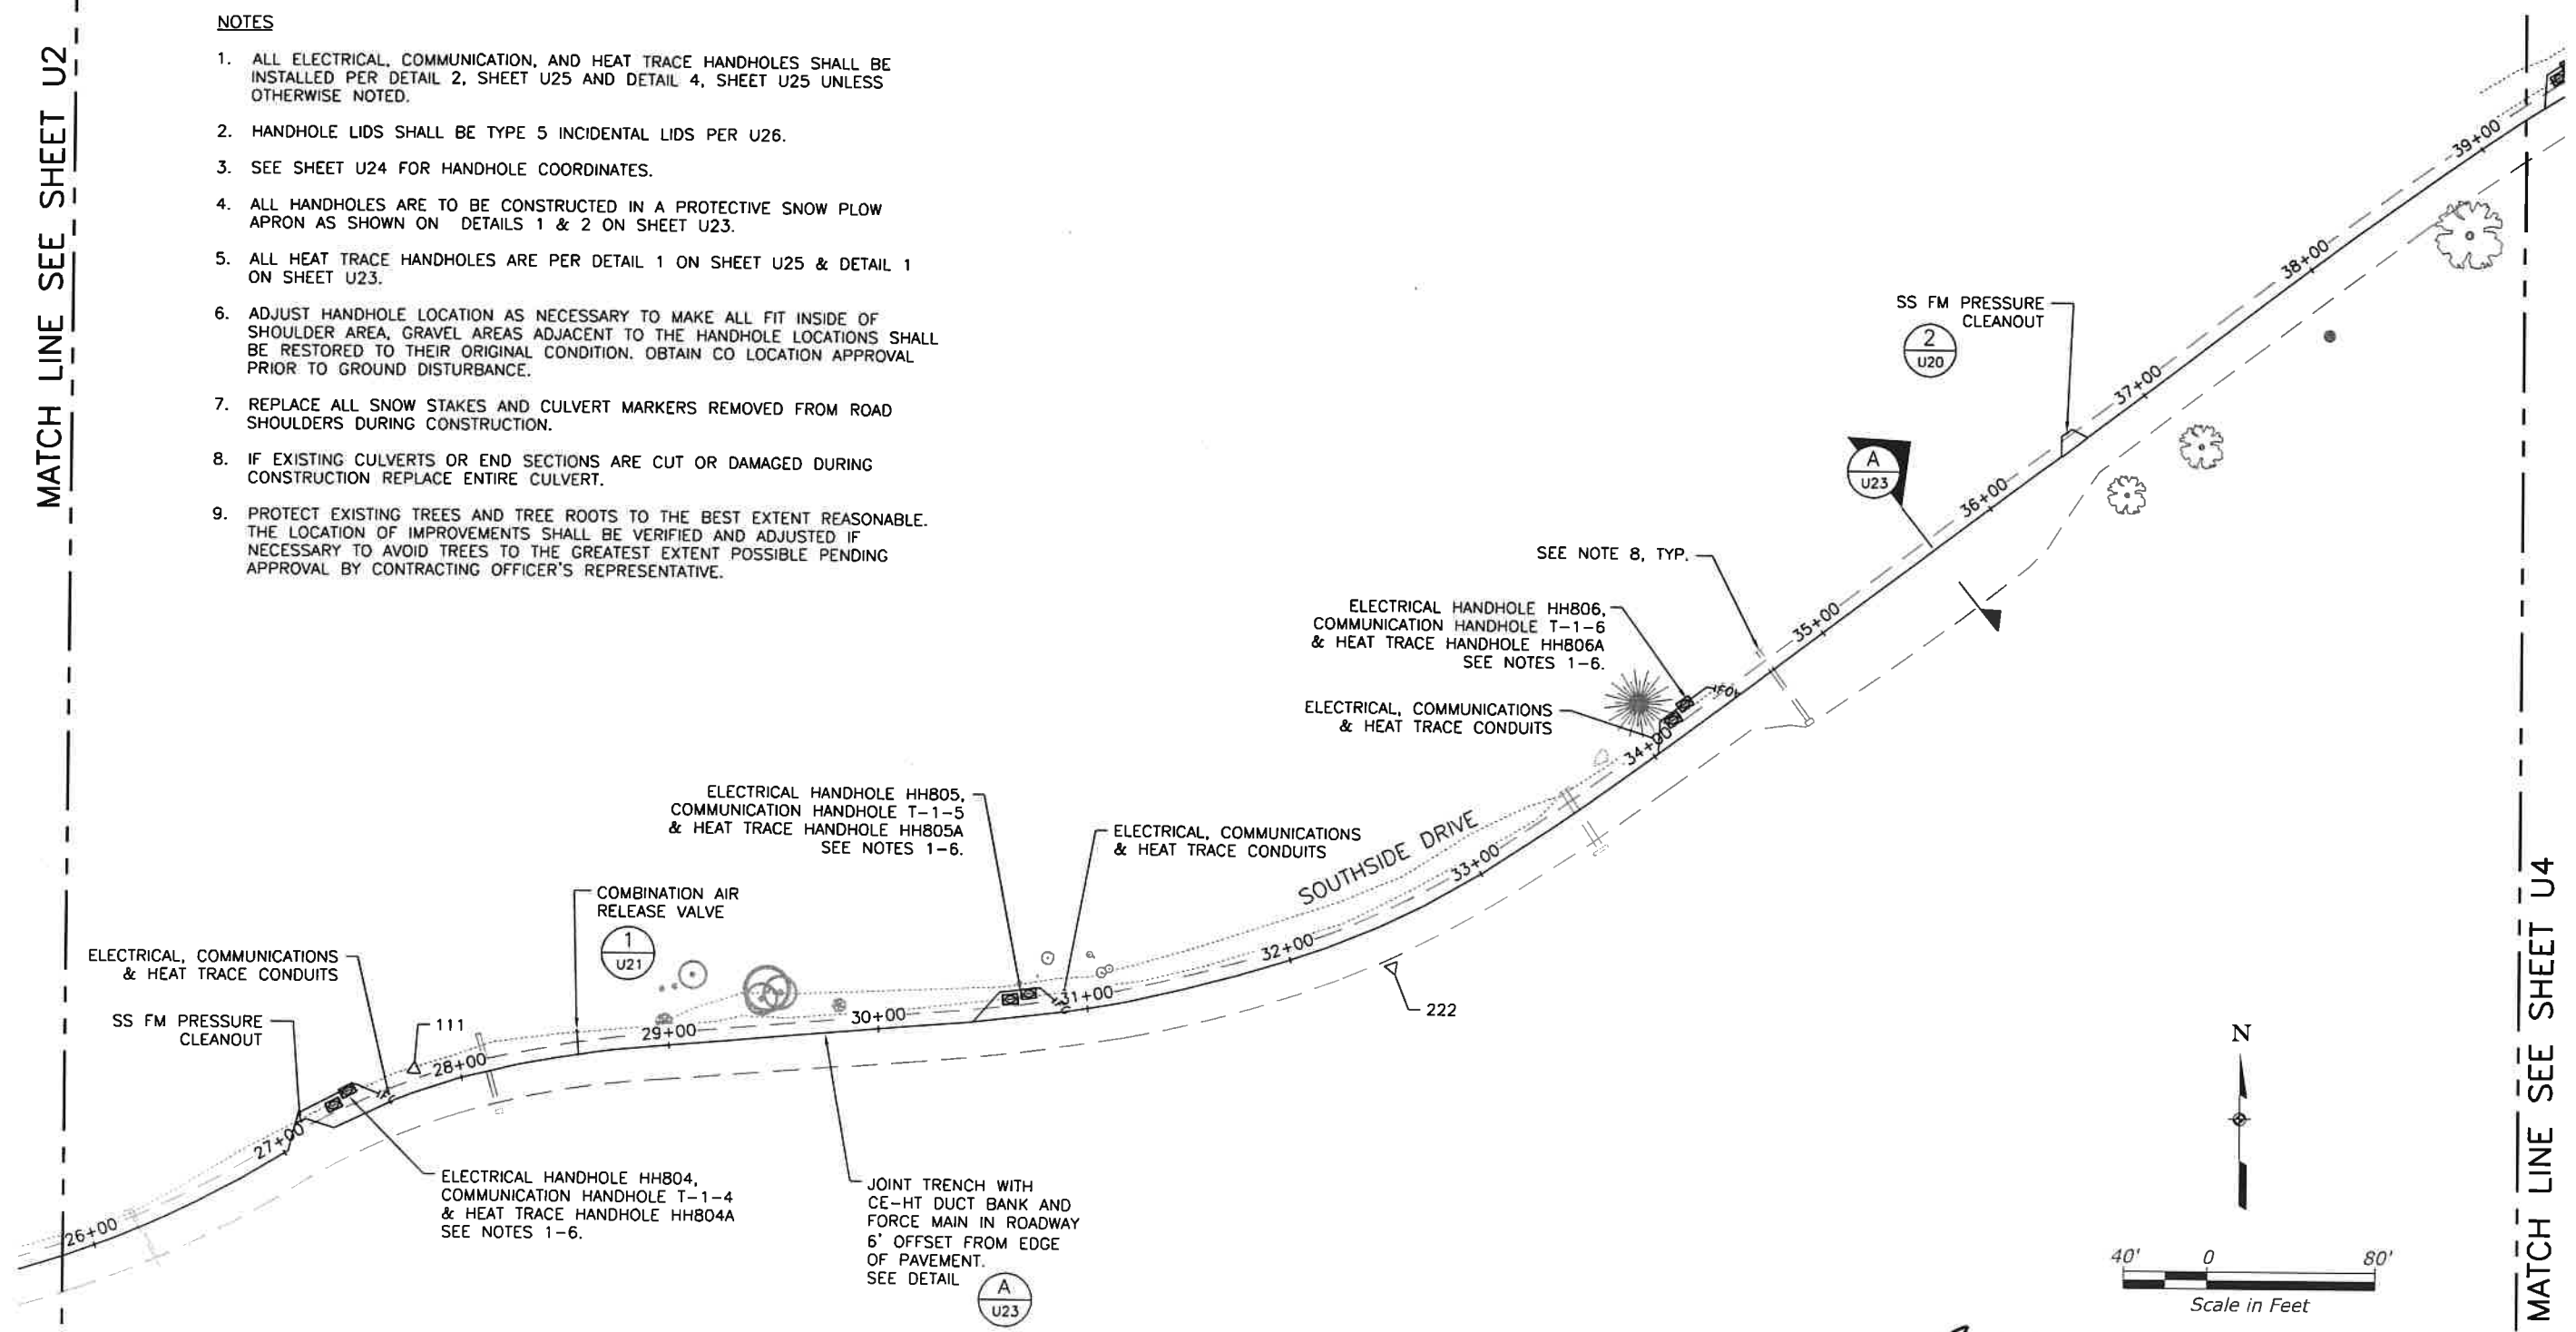 MATCH LINE SEE SHEET U2
NOTES
1. ALL ELECTRICAL, COMMUNICATION, AND HEAT TRACE HANDHOLES SHALL BE
INSTALLED PER DETAIL 2, SHEET U25 AND DETAIL 4, SHEET U25 UNLESS
OTHERWISE NOTED.
2. HANDHOLE LIDS SHALL BE TYPE 5 INCIDENTAL LIDS PER U26.
3. SEE SHEET U24 FOR HANDHOLE COORDINATES.
4. ALL HANDHOLES ARE TO BE CONSTRUCTED IN A PROTECTIVE SNOW PLOW
APRON AS SHOWN ON DETAILS 1 & 2 ON SHEET U23.
5. ALL HEAT TRACE HANDHOLES ARE PER DETAIL 1 ON SHEET U25 & DETAIL 1
ON SHEET U23.
6. ADJUST HANDHOLE LOCATION AS NECESSARY TO MAKE ALL FIT INSIDE OF
SHOULDER AREA, GRAVEL AREAS ADJACENT TO THE HANDHOLE LOCATIONS SHALL
BE RESTORED TO THEIR ORIGINAL CONDITION. OBTAIN CO LOCATION APPROVAL
PRIOR TO GROUND DISTURBANCE.
7. REPLACE ALL SNOW STAKES AND CULVERT MARKERS REMOVED FROM ROAD
SHOULDERS DURING CONSTRUCTION.
8. IF EXISTING CULVERTS OR END SECTIONS ARE CUT OR DAMAGED DURING
CONSTRUCTION REPLACE ENTIRE CULVERT.
9. PROTECT EXISTING TREES AND TREE ROOTS TO THE BEST EXTENT REASONABLE.
THE LOCATION OF IMPROVEMENTS SHALL BE VERIFIED AND ADJUSTED IF
NECESSARY TO AVOID TREES TO THE GREATEST EXTENT POSSIBLE PENDING
APPROVAL BY CONTRACTING OFFICER'S REPRESENTATIVE.
39+00
38+00
SS FM PRESSURE
CLEANOUT
2
U20
37+00
A
U23
36+00
SEE NOTE 8, TYP.
35+00
ELECTRICAL HANDHOLE HH806,
COMMUNICATION HANDHOLE T-1-6
& HEAT TRACE HANDHOLE HH806A
SEE NOTES 1-6.
ELECTRICAL, COMMUNICATIONS
& HEAT TRACE CONDUITS
34+00
ELECTRICAL HANDHOLE HH805,
COMMUNICATION HANDHOLE T-1-5
& HEAT TRACE HANDHOLE HH805A
SEE NOTES 1-6.
ELECTRICAL, COMMUNICATIONS
& HEAT TRACE CONDUITS
SOUTHSIDE DRIVE
33+00
32+00
31+00
30+00
29+00
28+00
27+00
26+00
COMBINATION AIR
RELEASE VALVE
1
U21
ELECTRICAL, COMMUNICATIONS
& HEAT TRACE CONDUITS
SS FM PRESSURE
CLEANOUT
111
222
ELECTRICAL HANDHOLE HH804,
COMMUNICATION HANDHOLE T-1-4
& HEAT TRACE HANDHOLE HH804A
SEE NOTES 1-6.
JOINT TRENCH WITH
CE-HT DUCT BANK AND
FORCE MAIN IN ROADWAY
6' OFFSET FROM EDGE
OF PAVEMENT.
SEE DETAIL
A
U23
N
40' 0 80'
Scale in Feet
MATCH LINE SEE SHEET U4